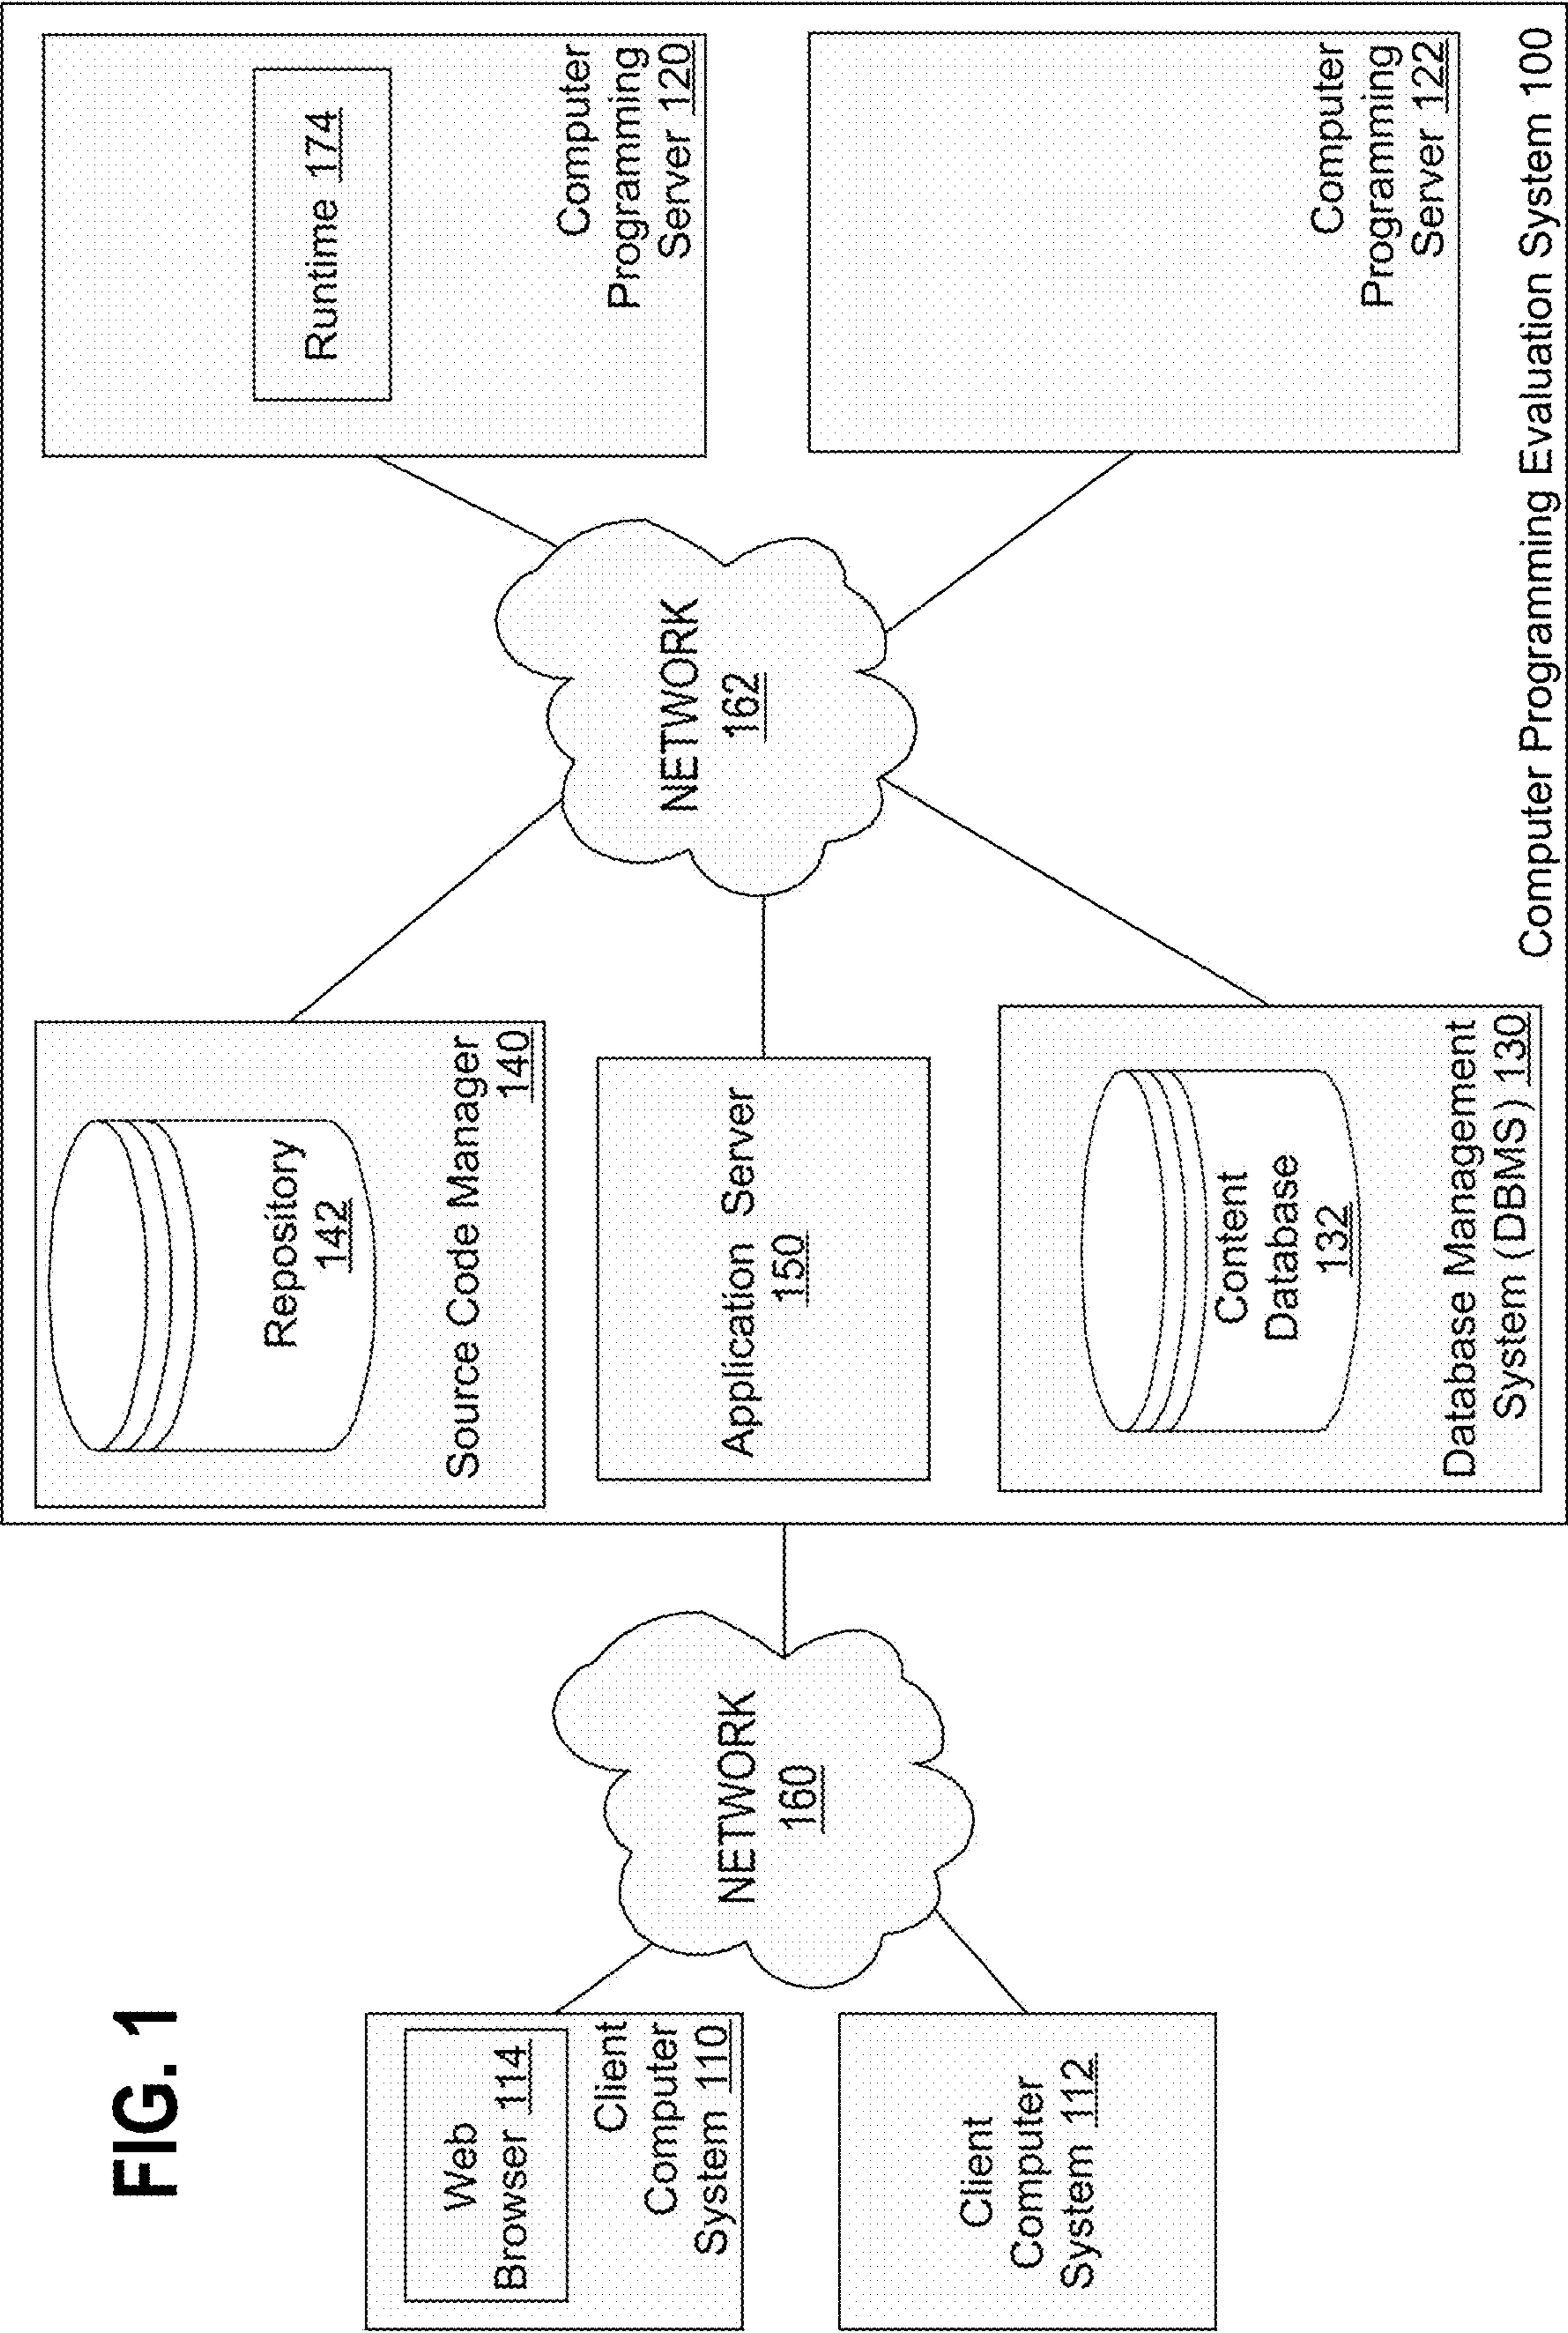 FIG. 1
Web
Browser 114
Client
Computer
System 110
Client
Computer
System 112
NETWORK
160
Repository
142
Source Code Manager
140
Application Server
150
Content
Database
132
Database Management
System (DBMS) 130
NETWORK
162
Runtime 174
Computer
Programming
Server 120
Computer
Programming
Server 122
Computer Programming Evaluation System 100